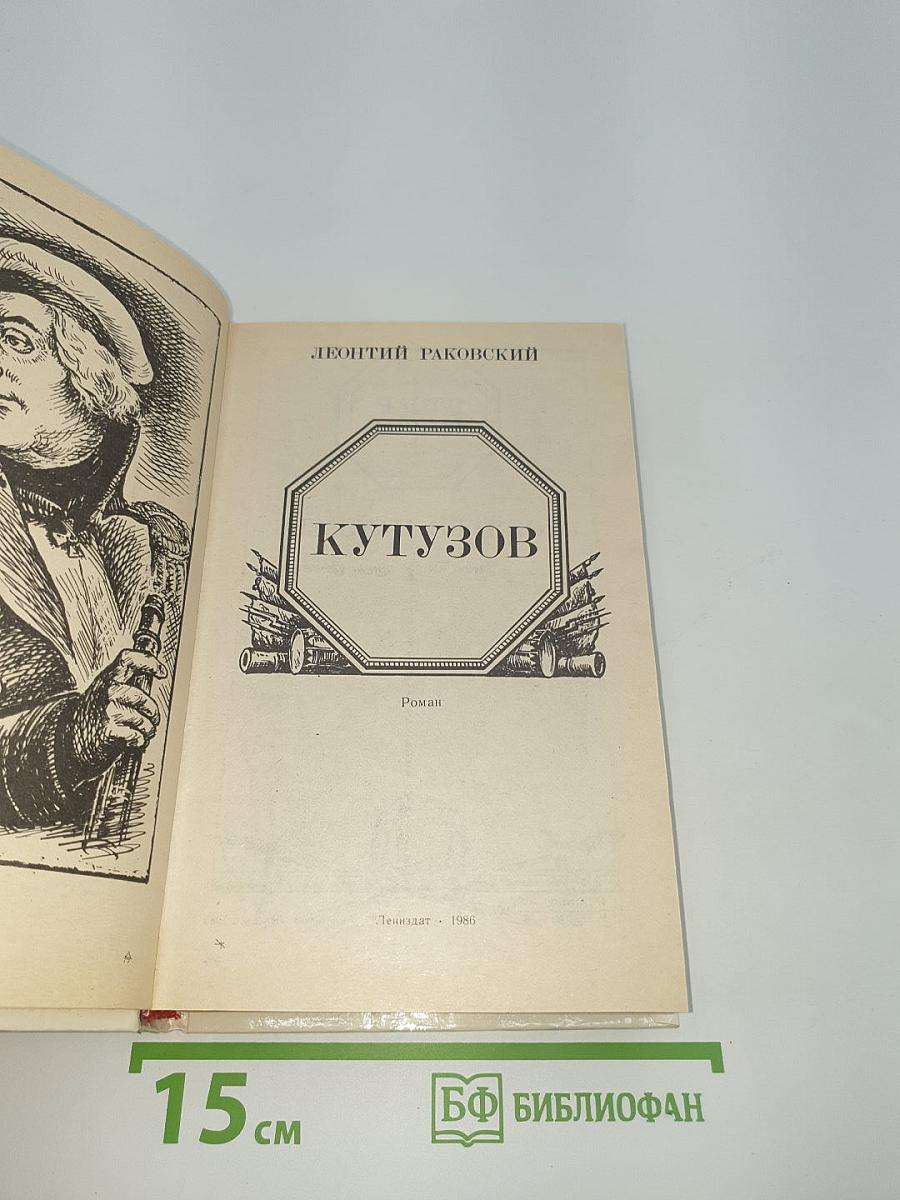 ЛЕОНТИЙ РАКОВСКИЙ
КУТУЗОВ
Роман
Лениздат · 1986
15 см
БФ БИБЛИОФАН